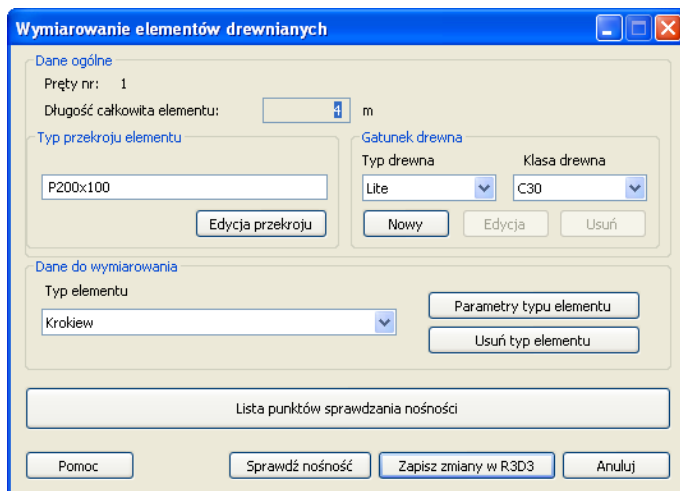 Wymiarowanie elementów drewnianych
Dane ogólne
Pręty nr: 1
Długość całkowita elementu: 4 m
Typ przekroju elementu
P200x100
Edycja przekroju
Gatunek drewna
Typ drewna Klasa drewna
Lite C30
Nowy Edycja Usuń
Dane do wymiarowania
Typ elementu
Krokiew
Parametry typu elementu
Usuń typ elementu
Lista punktów sprawdzania nośności
Pomoc Sprawdź nośność Zapisz zmiany w R3D3 Anuluj